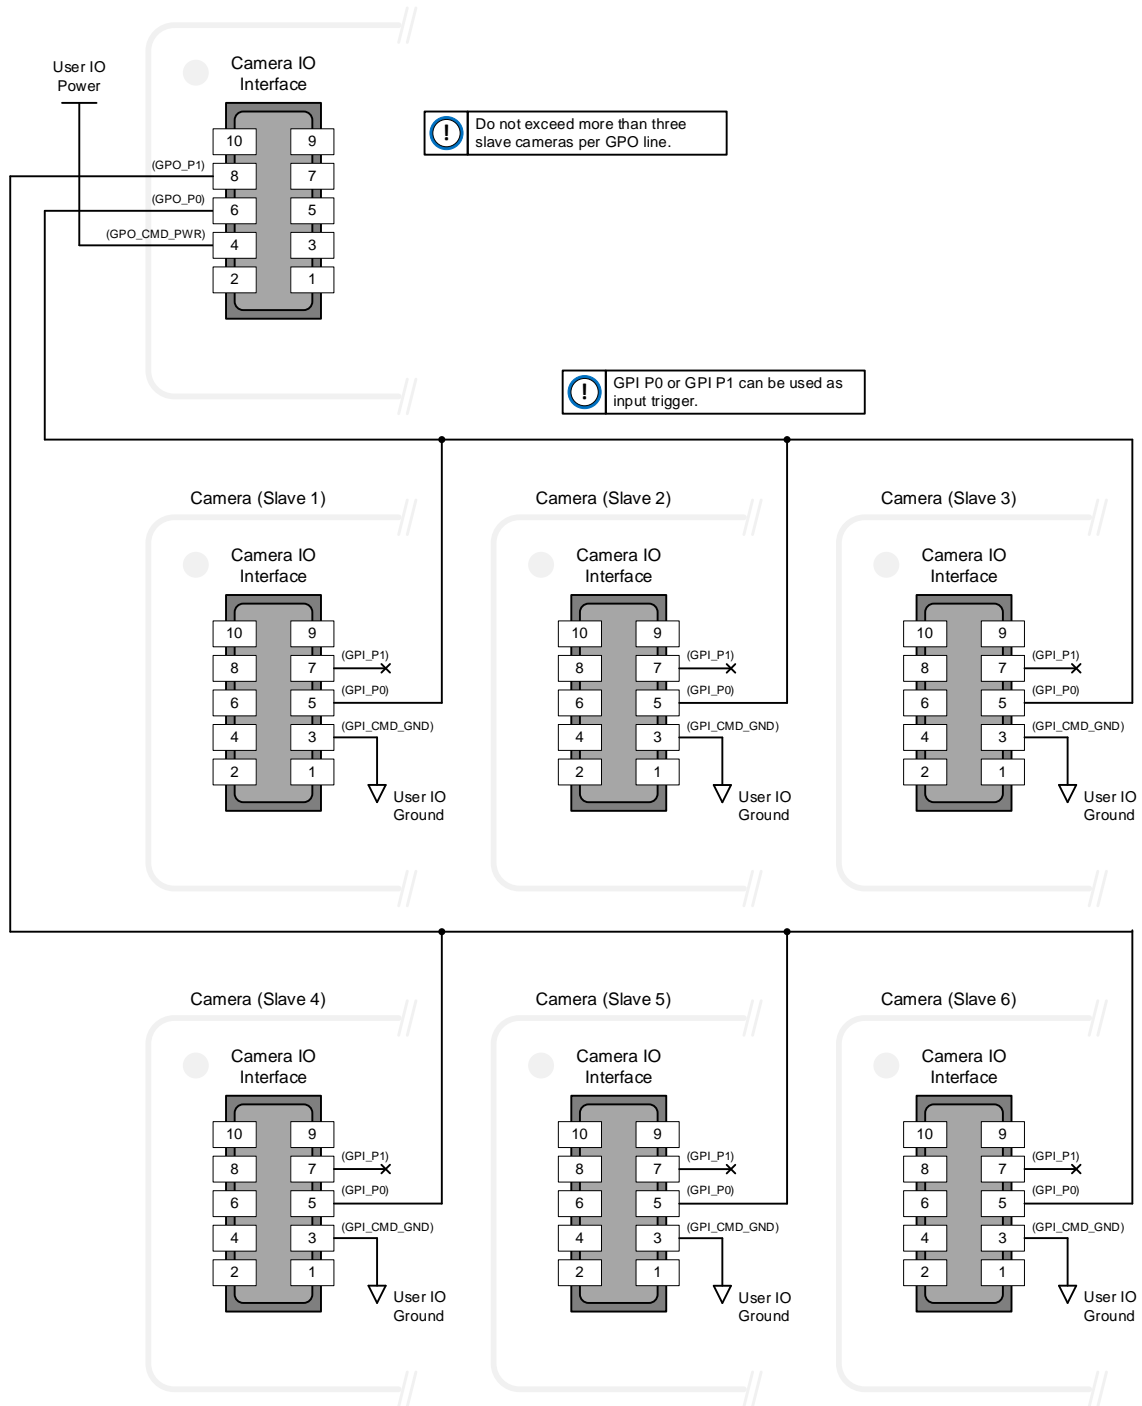 User IO
Power
Camera IO
Interface
Do not exceed more than three
slave cameras per GPO line.
10 9
(GPO_P1) 8 7
(GPO_P0) 6 5
(GPO_CMD_PWR) 4 3
2 1
GPI P0 or GPI P1 can be used as
input trigger.
Camera (Slave 1)
Camera IO
Interface
10 9
8 7 (GPI_P1)
6 5 (GPI_P0)
4 3 (GPI_CMD_GND)
2 1
User IO
Ground
Camera (Slave 2)
Camera IO
Interface
10 9
8 7 (GPI_P1)
6 5 (GPI_P0)
4 3 (GPI_CMD_GND)
2 1
User IO
Ground
Camera (Slave 3)
Camera IO
Interface
10 9
8 7 (GPI_P1)
6 5 (GPI_P0)
4 3 (GPI_CMD_GND)
2 1
User IO
Ground
Camera (Slave 4)
Camera IO
Interface
10 9
8 7 (GPI_P1)
6 5 (GPI_P0)
4 3 (GPI_CMD_GND)
2 1
User IO
Ground
Camera (Slave 5)
Camera IO
Interface
10 9
8 7 (GPI_P1)
6 5 (GPI_P0)
4 3 (GPI_CMD_GND)
2 1
User IO
Ground
Camera (Slave 6)
Camera IO
Interface
10 9
8 7 (GPI_P1)
6 5 (GPI_P0)
4 3 (GPI_CMD_GND)
2 1
User IO
Ground